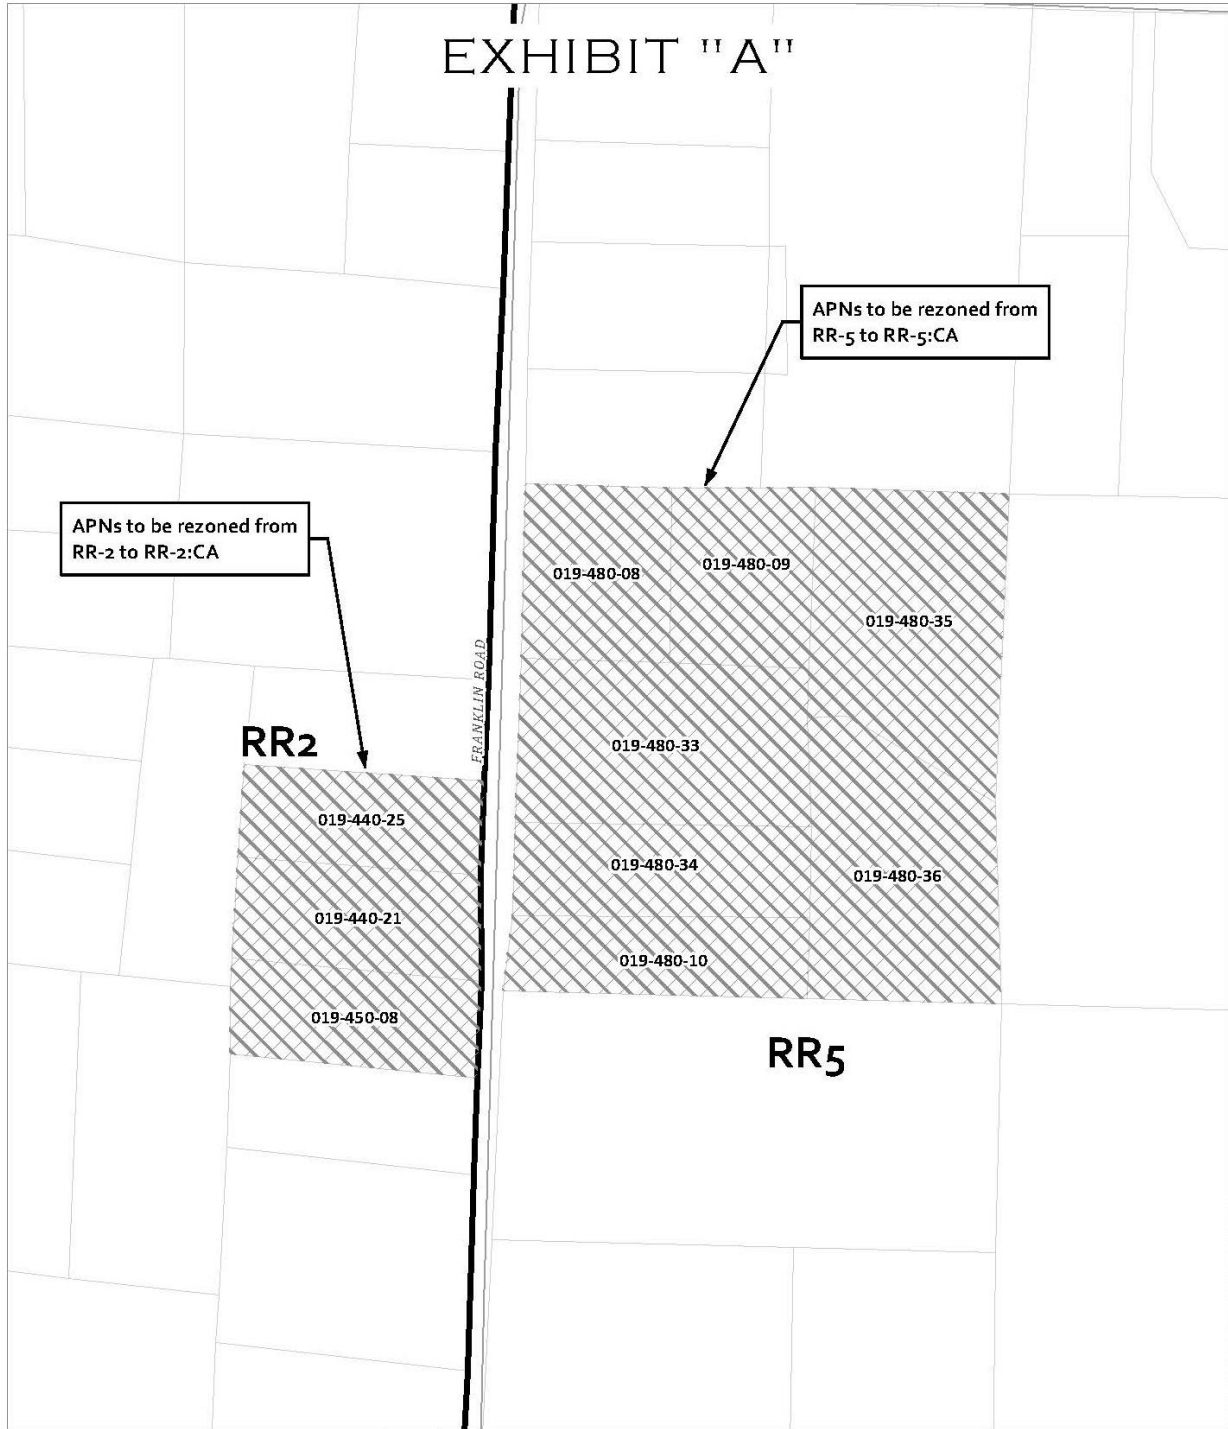 EXHIBIT "A"
APNs to be rezoned from
RR-5 to RR-5:CA
APNs to be rezoned from
RR-2 to RR-2:CA
019-480-08
019-480-09
019-480-35
FRANKLIN ROAD
RR2
019-480-33
019-440-25
019-480-34
019-480-36
019-440-21
019-480-10
019-450-08
RR5